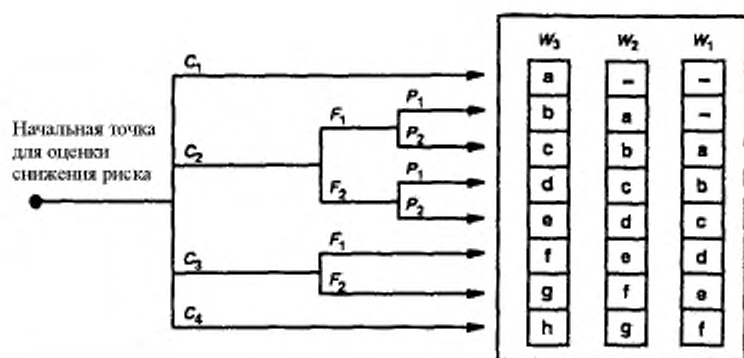 W₃ W₂ W₁
C₁
a – –
P₁
b a –
F₁
P₂
c b a
Начальная точка
для оценки
снижения риска
C₂
P₁
d c b
F₂
P₂
e d c
F₁
f e d
C₃
F₂
g f e
C₄
h g f